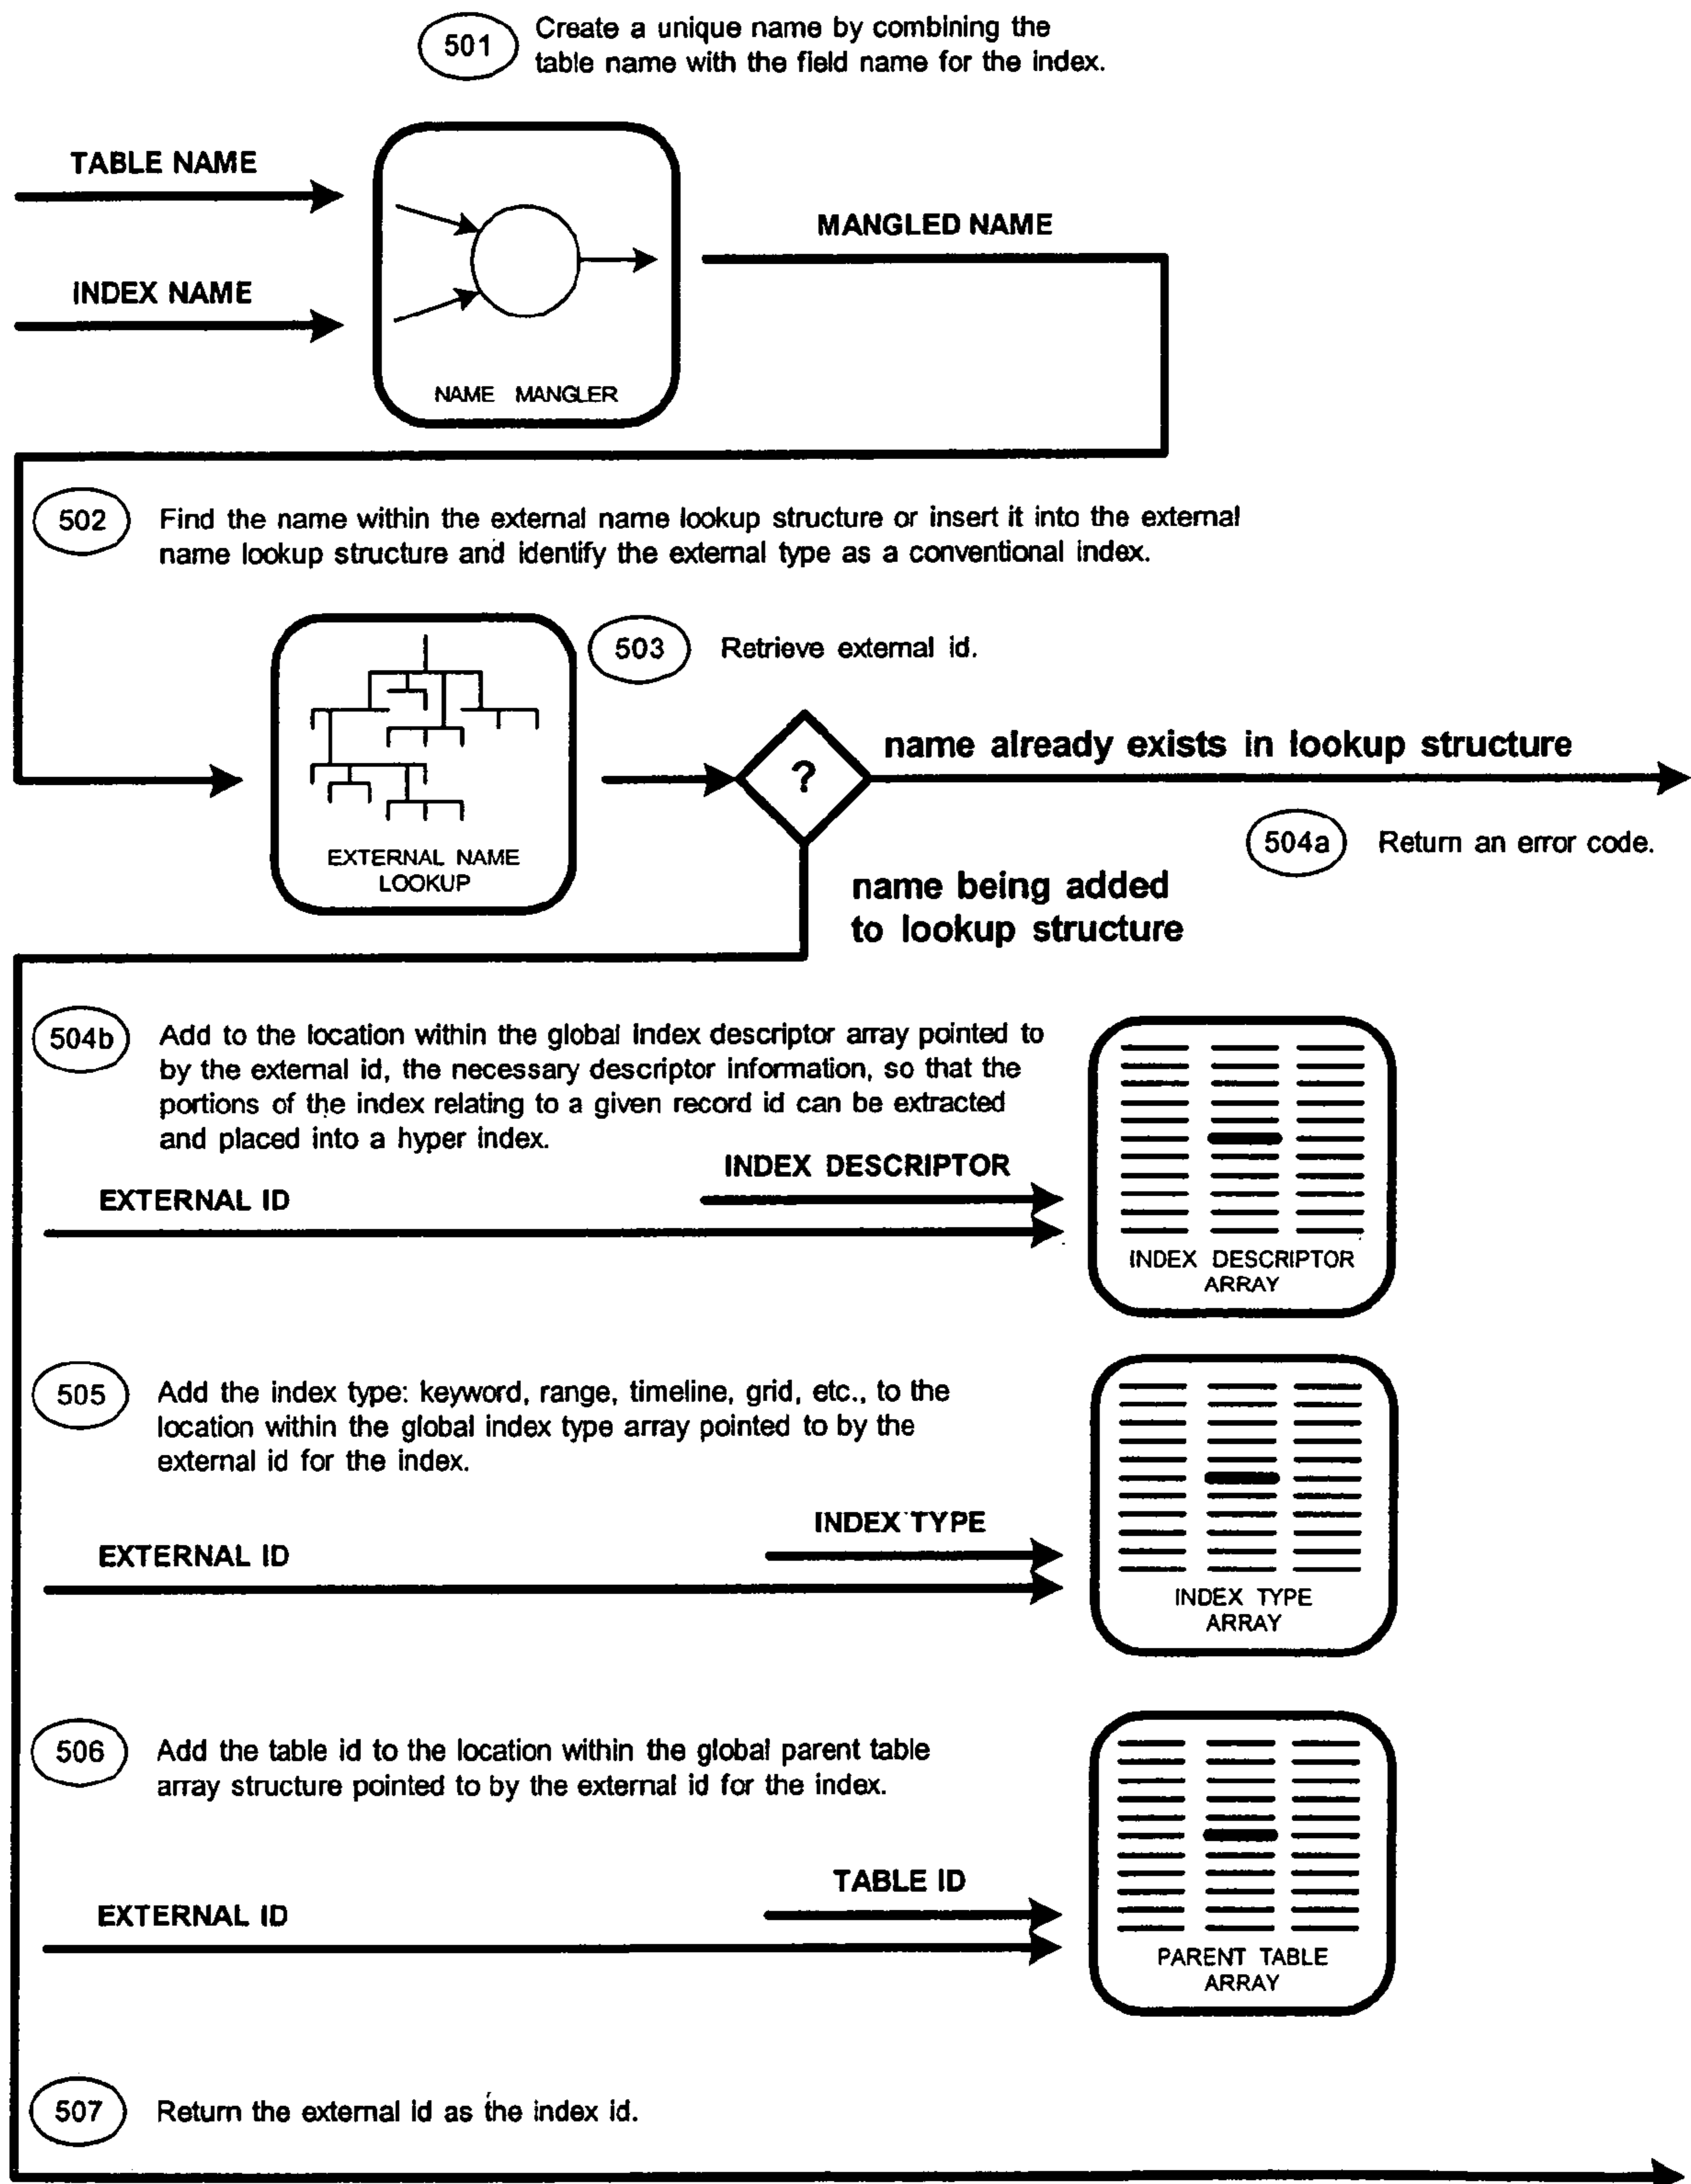 501
Create a unique name by combining the
table name with the field name for the index.
TABLE NAME
INDEX NAME
NAME MANGLER
MANGLED NAME
502
Find the name within the external name lookup structure or insert it into the external
name lookup structure and identify the external type as a conventional index.
503
Retrieve external id.
EXTERNAL NAME
LOOKUP
?
name already exists in lookup structure
504a
Return an error code.
name being added
to lookup structure
504b
Add to the location within the global index descriptor array pointed to
by the external id, the necessary descriptor information, so that the
portions of the index relating to a given record id can be extracted
and placed into a hyper index.
INDEX DESCRIPTOR
EXTERNAL ID
INDEX DESCRIPTOR
ARRAY
505
Add the index type: keyword, range, timeline, grid, etc., to the
location within the global index type array pointed to by the
external id for the index.
INDEX TYPE
EXTERNAL ID
INDEX TYPE
ARRAY
506
Add the table id to the location within the global parent table
array structure pointed to by the external id for the index.
TABLE ID
EXTERNAL ID
PARENT TABLE
ARRAY
507
Return the external id as the index id.